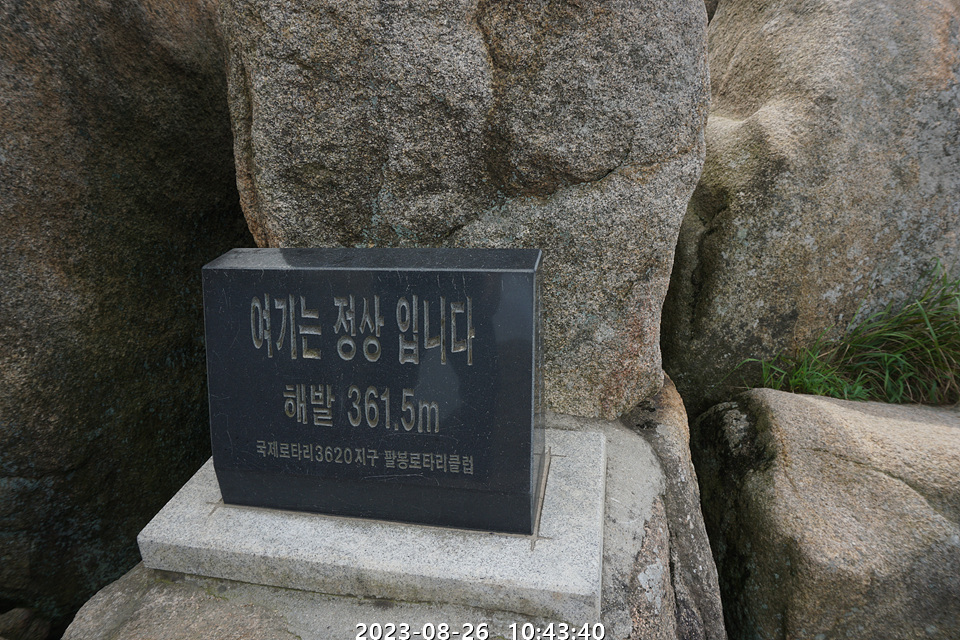 여기는 정상 입니다
해발 361.5m
국제로타리3620지구 팔봉로타리클럽
2023-08-26 10:43:40